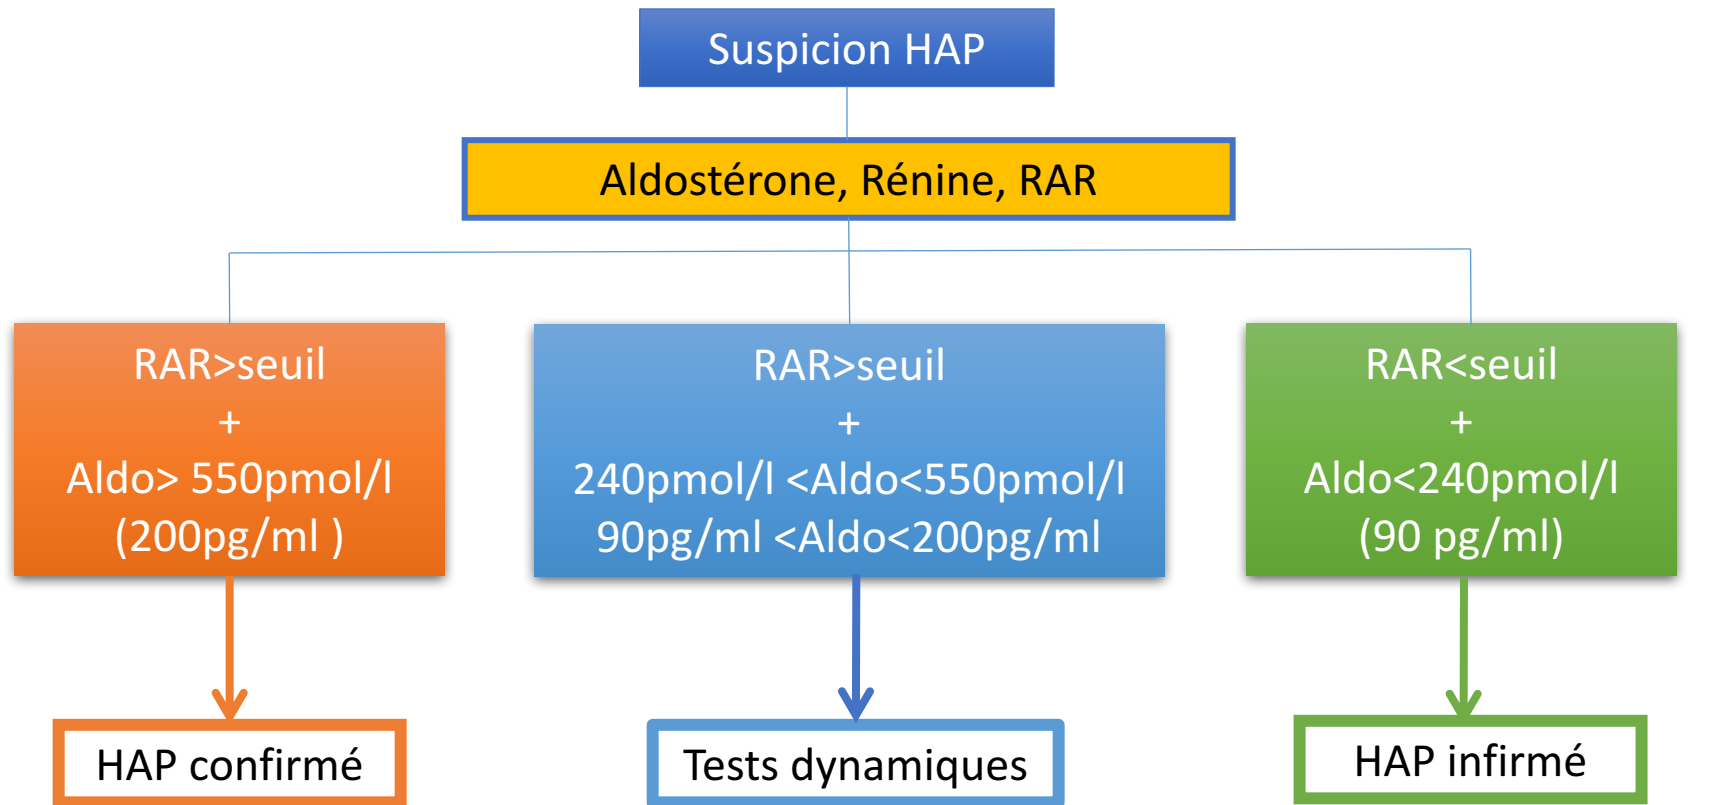 Suspicion HAP
Aldostérone, Rénine, RAR
RAR>seuil
+
Aldo> 550pmol/l
(200pg/ml )
RAR>seuil
+
240pmol/l <Aldo<550pmol/l
90pg/ml <Aldo<200pg/ml
RAR<seuil
+
Aldo<240pmol/l
(90 pg/ml)
HAP confirmé
Tests dynamiques
HAP infirmé